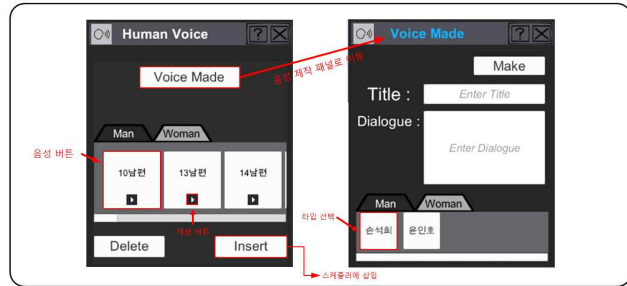 Human Voice
?
Voice Made
음성 제작 패널로 이동
Man
Woman
음성 버튼
10남편
13남편
14남편
재생 버튼
Delete
Insert
스케줄러에 삽입
Voice Made
?
Make
Title :
Enter Title
Dialogue :
Enter Dialogue
Man
Woman
타입 선택
손석희
윤인호